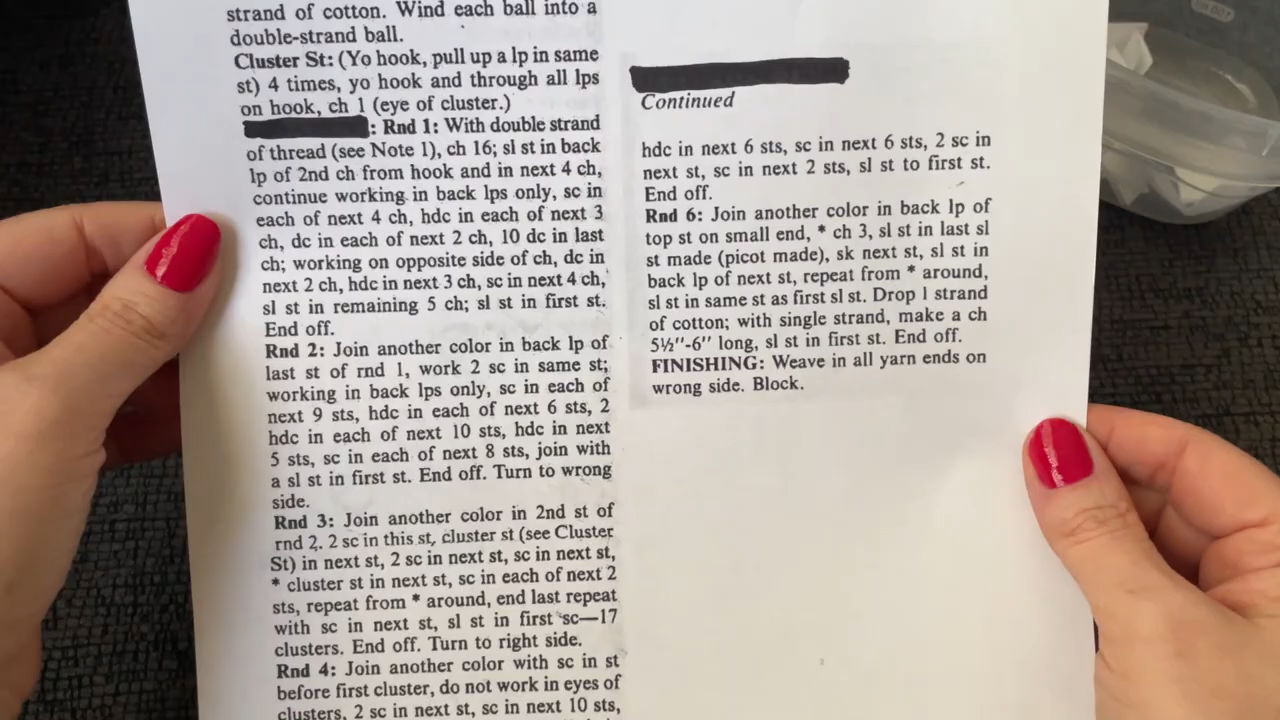 strand of cotton. Wind each ball into a
double-strand ball.
Cluster St: (Yo hook, pull up a lp in same
st) 4 times, yo hook and through all lps
on hook, ch 1 (eye of cluster.)
: Rnd 1: With double strand
of thread (see Note 1), ch 16; sl st in back
lp of 2nd ch from hook and in next 4 ch,
continue working in back lps only, sc in
each of next 4 ch, hdc in each of next 3
ch, dc in each of next 2 ch, 10 dc in last
ch; working on opposite side of ch, dc in
next 2 ch, hdc in next 3 ch, sc in next 4 ch,
sl st in remaining 5 ch; sl st in first st.
End off.
Rnd 2: Join another color in back lp of
last st of rnd 1, work 2 sc in same st;
working in back lps only, sc in each of
next 9 sts, hdc in each of next 6 sts, 2
hdc in each of next 10 sts, hdc in next
5 sts, sc in each of next 8 sts, join with
a sl st in first st. End off. Turn to wrong
side.
Rnd 3: Join another color in 2nd st of
rnd 2. 2 sc in this st, cluster st (see Cluster
St) in next st, 2 sc in next st, sc in next st,
* cluster st in next st, sc in each of next 2
sts, repeat from * around, end last repeat
with sc in next st, sl st in first sc—17
clusters. End off. Turn to right side.
Rnd 4: Join another color with sc in st
before first cluster, do not work in eyes of
clusters, 2 sc in next st, sc in next 10 sts,
Continued
hdc in next 6 sts, sc in next 6 sts, 2 sc in
next st, sc in next 2 sts, sl st to first st.
End off.
Rnd 6: Join another color in back lp of
top st on small end, * ch 3, sl st in last sl
st made (picot made), sk next st, sl st in
back lp of next st, repeat from * around,
sl st in same st as first sl st. Drop 1 strand
of cotton; with single strand, make a ch
5½"-6" long, sl st in first st. End off.
FINISHING: Weave in all yarn ends on
wrong side. Block.